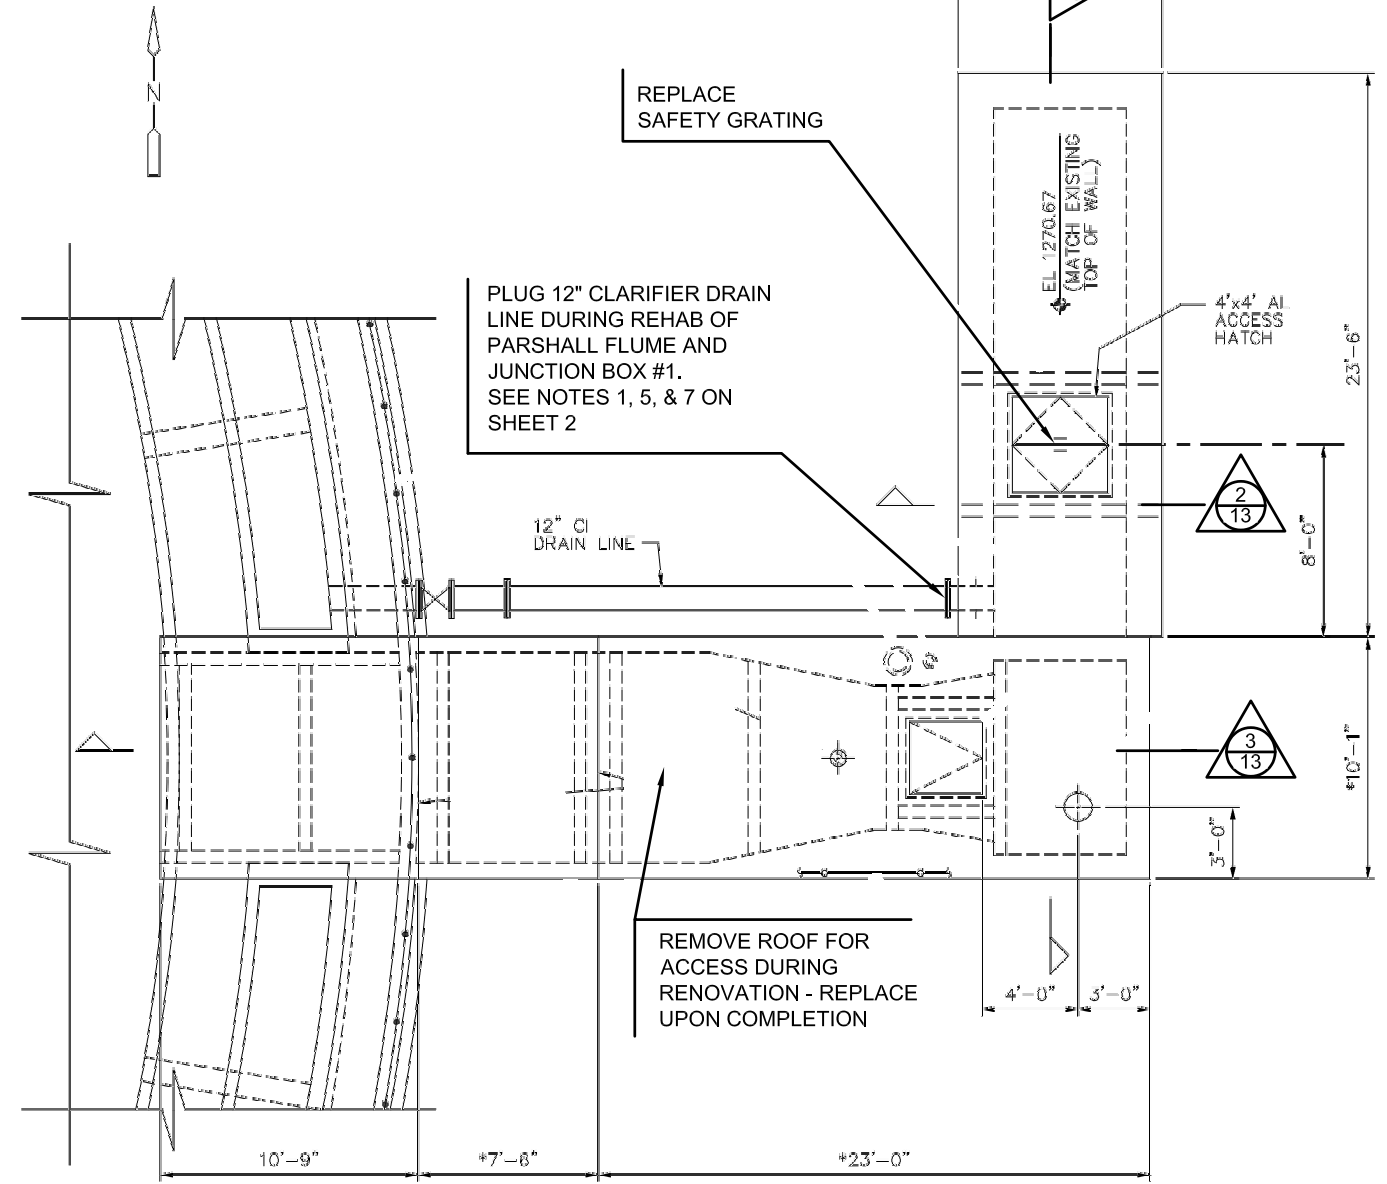 N
REPLACE
SAFETY GRATING
EL 1270.67
(MATCH EXISTING
TOP OF WALL)
PLUG 12" CLARIFIER DRAIN
LINE DURING REHAB OF
PARSHALL FLUME AND
JUNCTION BOX #1.
SEE NOTES 1, 5, & 7 ON
SHEET 2
4'x4' AL
ACCESS
HATCH
23'-6"
2
13
8'-0"
12" CI
DRAIN LINE
3
13
*10'-1"
3'-0"
REMOVE ROOF FOR
ACCESS DURING
RENOVATION - REPLACE
UPON COMPLETION
4'-0"
3'-0"
10'-9"
*7'-6"
*23'-0"